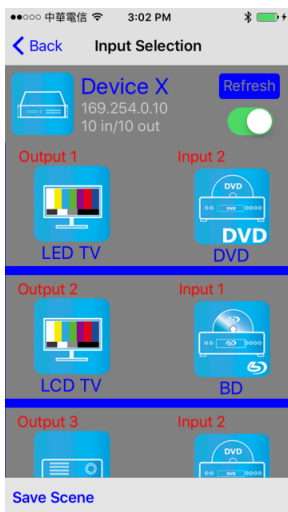 中華電信 3:02 PM
Back Input Selection
Device X Refresh
169.254.0.10
10 in/10 out
Output 1 Input 2
DVD
DVD
LED TV DVD
Output 2 Input 1
LCD TV BD
Output 3 Input 2
DVD
Save Scene